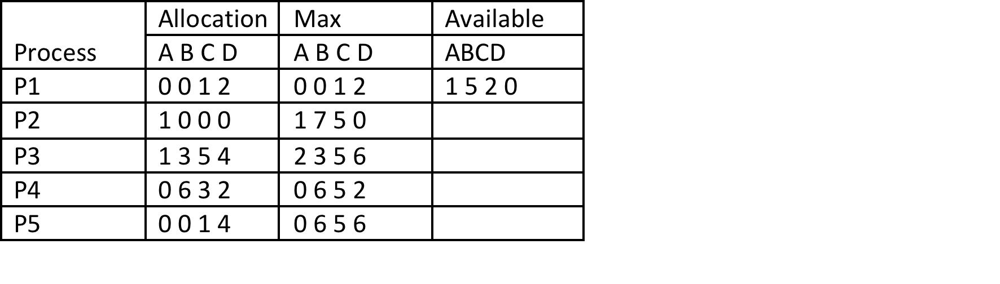 Allocation Max Available
Process A B C D A B C D ABCD
P1 0 0 1 2 0 0 1 2 1 5 2 0
P2 1 0 0 0 1 7 5 0
P3 1 3 5 4 2 3 5 6
P4 0 6 3 2 0 6 5 2
P5 0 0 1 4 0 6 5 6